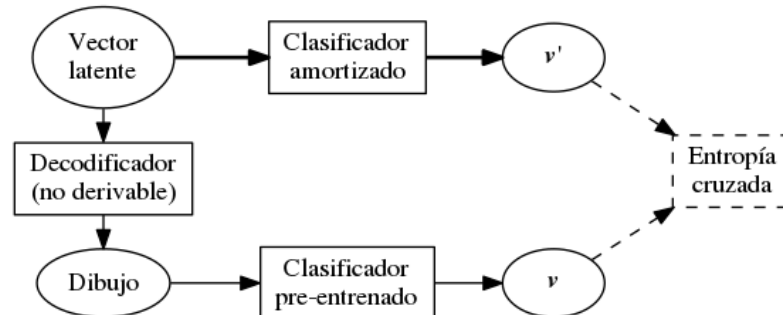 Vector
latente
Clasificador
amortizado
v'
Decodificador
(no derivable)
Entropía
cruzada
Dibujo
Clasificador
pre-entrenado
v